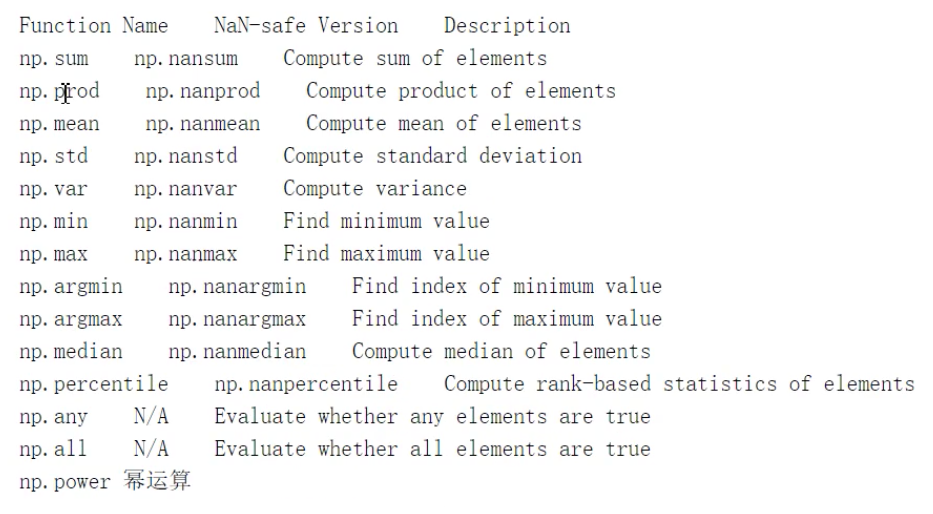 Function Name NaN-safe Version Description
np.sum np.nansum Compute sum of elements
np.prod np.nanprod Compute product of elements
np.mean np.nanmean Compute mean of elements
np.std np.nanstd Compute standard deviation
np.var np.nanvar Compute variance
np.min np.nanmin Find minimum value
np.max np.nanmax Find maximum value
np.argmin np.nanargmin Find index of minimum value
np.argmax np.nanargmax Find index of maximum value
np.median np.nanmedian Compute median of elements
np.percentile np.nanpercentile Compute rank-based statistics of elements
np.any N/A Evaluate whether any elements are true
np.all N/A Evaluate whether all elements are true
np.power 幂运算